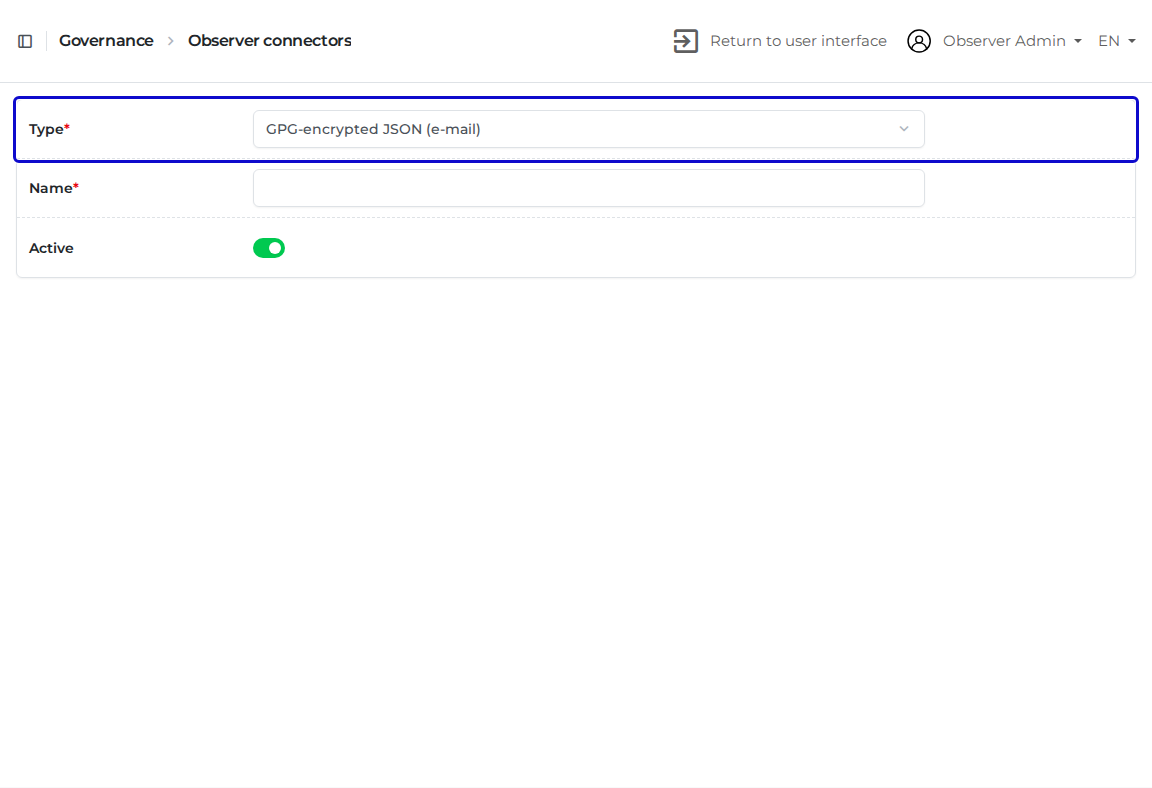 Governance > Observer connectors
Return to user interface
Observer Admin
EN
Type*
GPG-encrypted JSON (e-mail)
Name*
Active